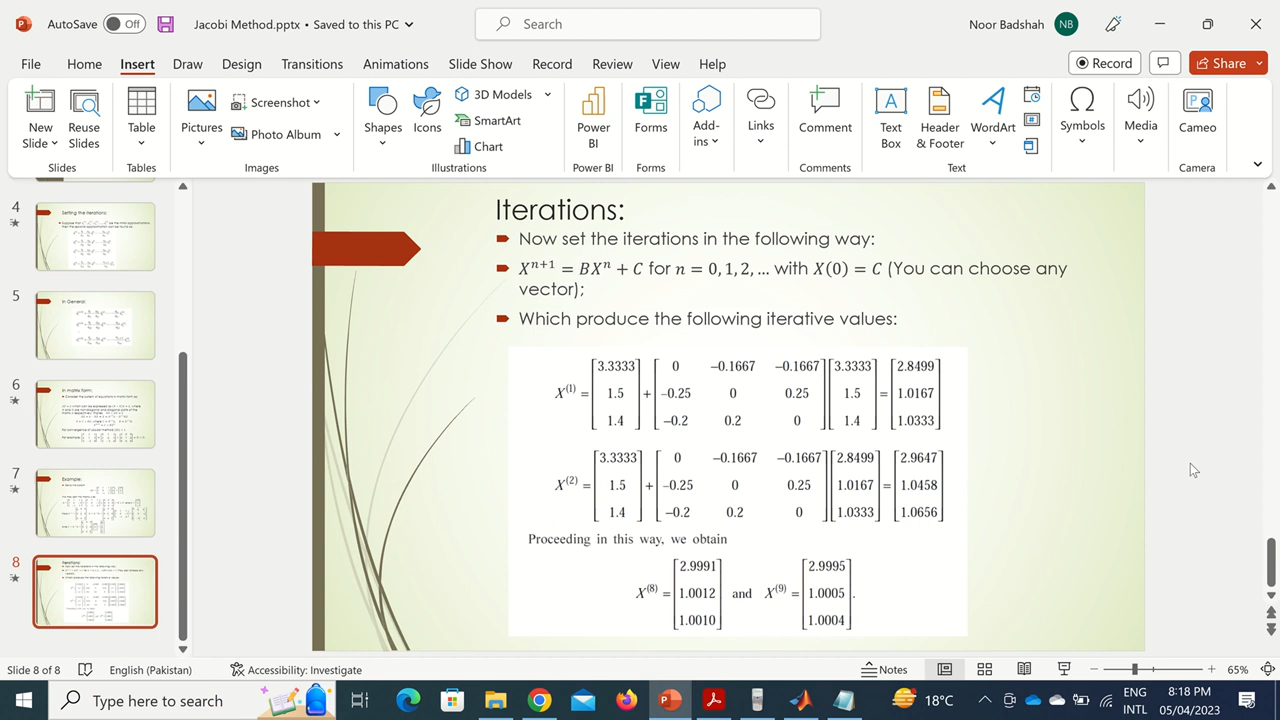 AutoSave Off Jacobi Method.pptx • Saved to this PC Search Noor Badshah NB
File Home Insert Draw Design Transitions Animations Slide Show Record Review View Help Record Share
New Slide Reuse Slides Table Pictures Screenshot Photo Album Shapes Icons 3D Models SmartArt Chart Power BI Forms Add-ins Links Comment Text Box Header & Footer WordArt Symbols Media Cameo
Slides Tables Images Illustrations Power BI Forms Comments Text Camera
4
Setting the Iterations:
5
In General:
6
In matrix form:
7
Example:
8
Iterations:
Iterations:
Now set the iterations in the following way:
X^{n+1} = BX^n + C for n = 0, 1, 2, … with X(0) = C (You can choose any
vector);
Which produce the following iterative values:
3.3333 0 −0.1667 −0.1667 3.3333 2.8499
X^{(1)} = 1.5 + −0.25 0 0.25 1.5 = 1.0167
1.4 −0.2 0.2 0 1.4 1.0333
3.3333 0 −0.1667 −0.1667 2.8499 2.9647
X^{(2)} = 1.5 + −0.25 0 0.25 1.0167 = 1.0458
1.4 −0.2 0.2 0 1.0333 1.0656
Proceeding in this way, we obtain
2.9991 2.9995
X^{(8)} = 1.0012 and X^{(9)} = 1.0005 .
1.0010 1.0004
Slide 8 of 8 English (Pakistan) Accessibility: Investigate Notes 65%
Type here to search 18°C ENG INTL 8:18 PM 05/04/2023